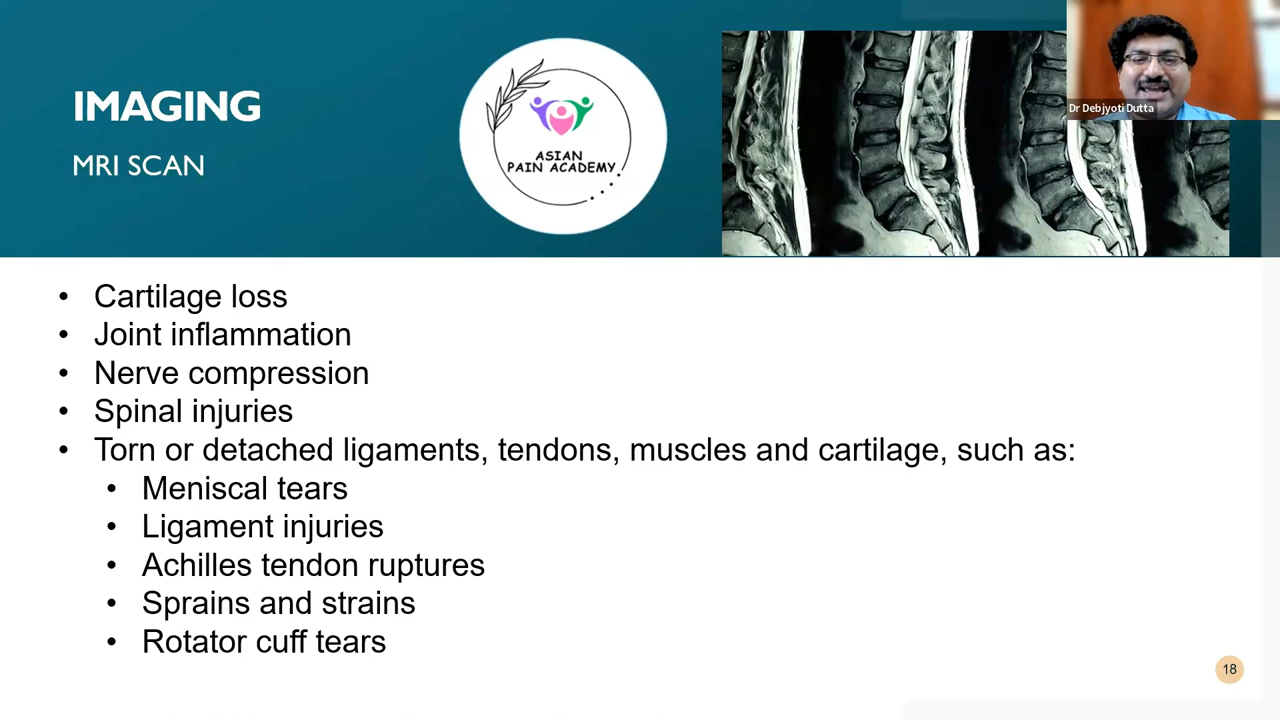 IMAGING
MRI SCAN
ASIAN
PAIN ACADEMY
Dr Debjyoti Dutta
• Cartilage loss
• Joint inflammation
• Nerve compression
• Spinal injuries
• Torn or detached ligaments, tendons, muscles and cartilage, such as:
• Meniscal tears
• Ligament injuries
• Achilles tendon ruptures
• Sprains and strains
• Rotator cuff tears
18